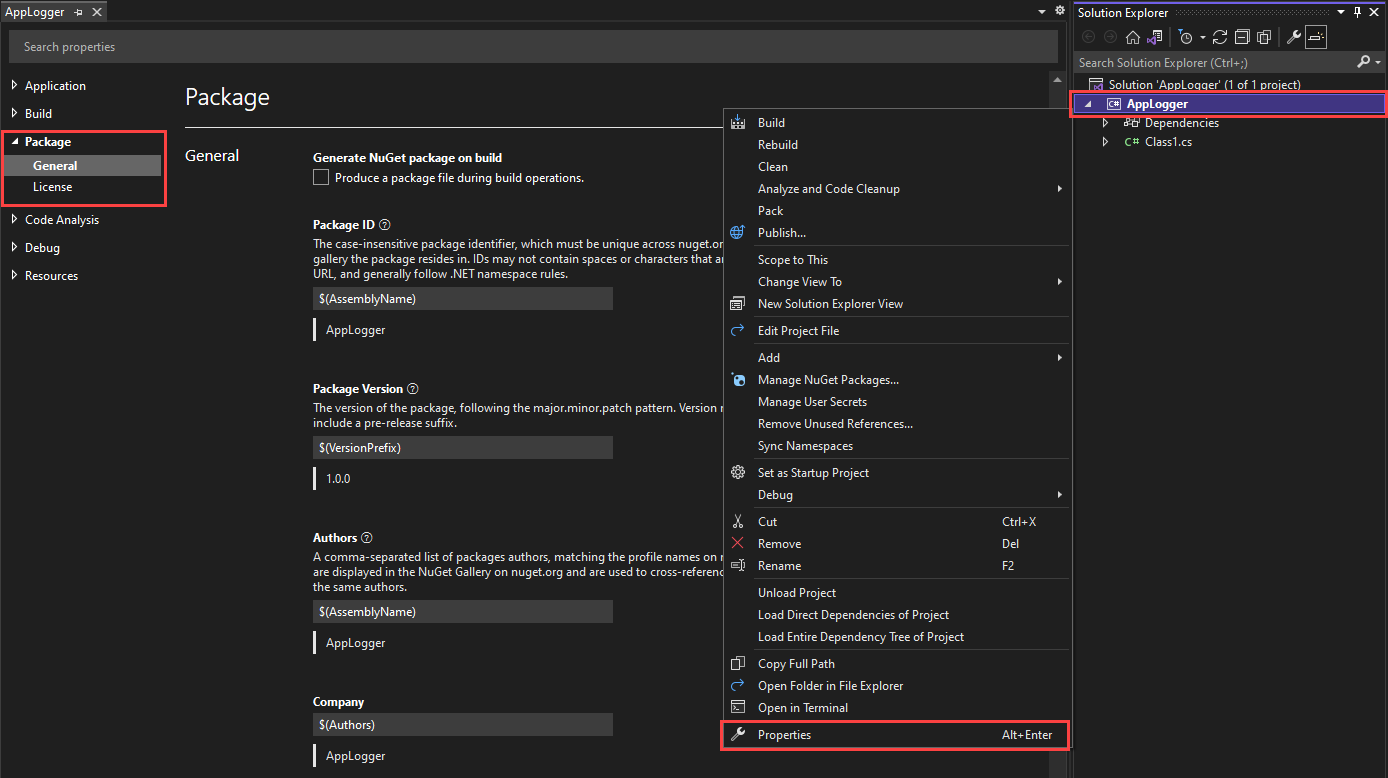 AppLogger
Search properties
Application
Build
Package
General
License
Code Analysis
Debug
Resources
Package
General
Generate NuGet package on build
Produce a package file during build operations.
Package ID
The case-insensitive package identifier, which must be unique across nuget.or
gallery the package resides in. IDs may not contain spaces or characters that
URL, and generally follow .NET namespace rules.
$(AssemblyName)
AppLogger
Package Version
The version of the package, following the major.minor.patch pattern. Version
include a pre-release suffix.
$(VersionPrefix)
1.0.0
Authors
A comma-separated list of packages authors, matching the profile names on
are displayed in the NuGet Gallery on nuget.org and are used to cross-referenc
the same authors.
$(AssemblyName)
AppLogger
Company
$(Authors)
AppLogger
Build
Rebuild
Clean
Analyze and Code Cleanup
Pack
Publish...
Scope to This
Change View To
New Solution Explorer View
Edit Project File
Add
Manage NuGet Packages...
Manage User Secrets
Remove Unused References...
Sync Namespaces
Set as Startup Project
Debug
Cut Ctrl+X
Remove Del
Rename F2
Unload Project
Load Direct Dependencies of Project
Load Entire Dependency Tree of Project
Copy Full Path
Open Folder in File Explorer
Open in Terminal
Properties Alt+Enter
Solution Explorer
Search Solution Explorer (Ctrl+;)
Solution 'AppLogger' (1 of 1 project)
C# AppLogger
Dependencies
C# Class1.cs